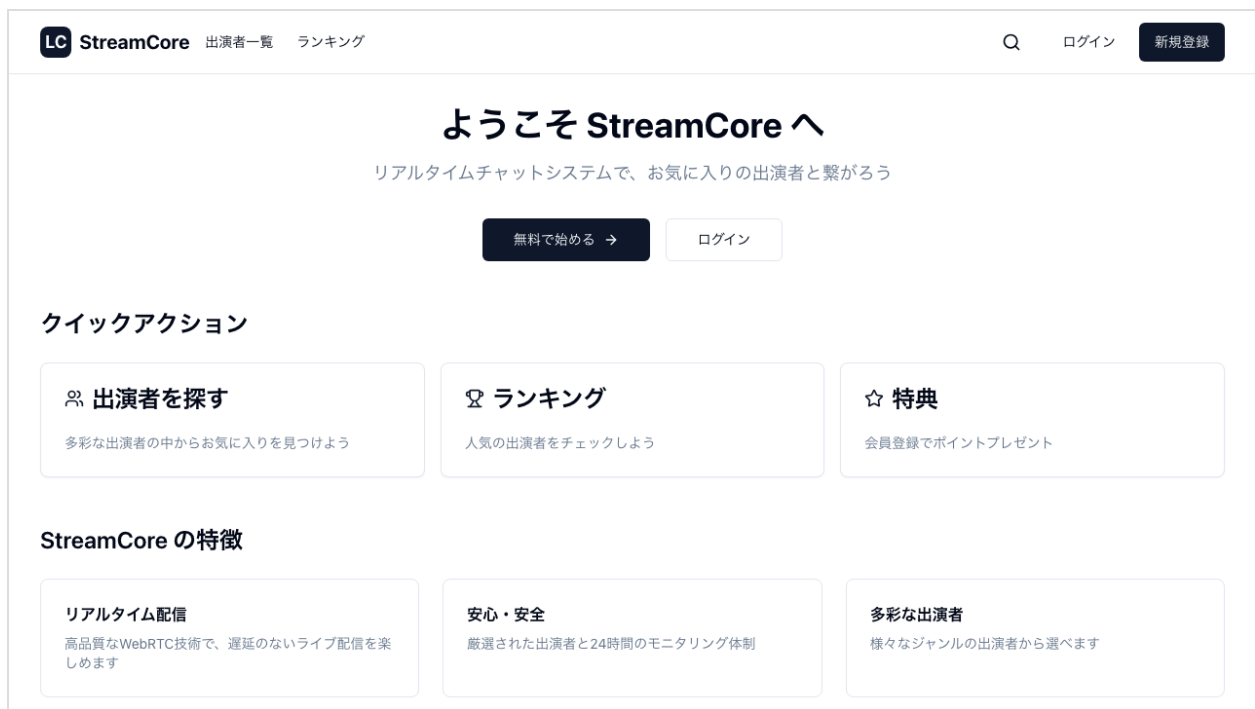 LC StreamCore 出演者一覧 ランキング ログイン 新規登録
ようこそ StreamCore へ
リアルタイムチャットシステムで、お気に入りの出演者と繋がろう
無料で始める → ログイン
クイックアクション
出演者を探す
多彩な出演者の中からお気に入りを見つけよう
ランキング
人気の出演者をチェックしよう
特典
会員登録でポイントプレゼント
StreamCore の特徴
リアルタイム配信
高品質なWebRTC技術で、遅延のないライブ配信を楽
しめます
安心・安全
厳選された出演者と24時間のモニタリング体制
多彩な出演者
様々なジャンルの出演者から選べます